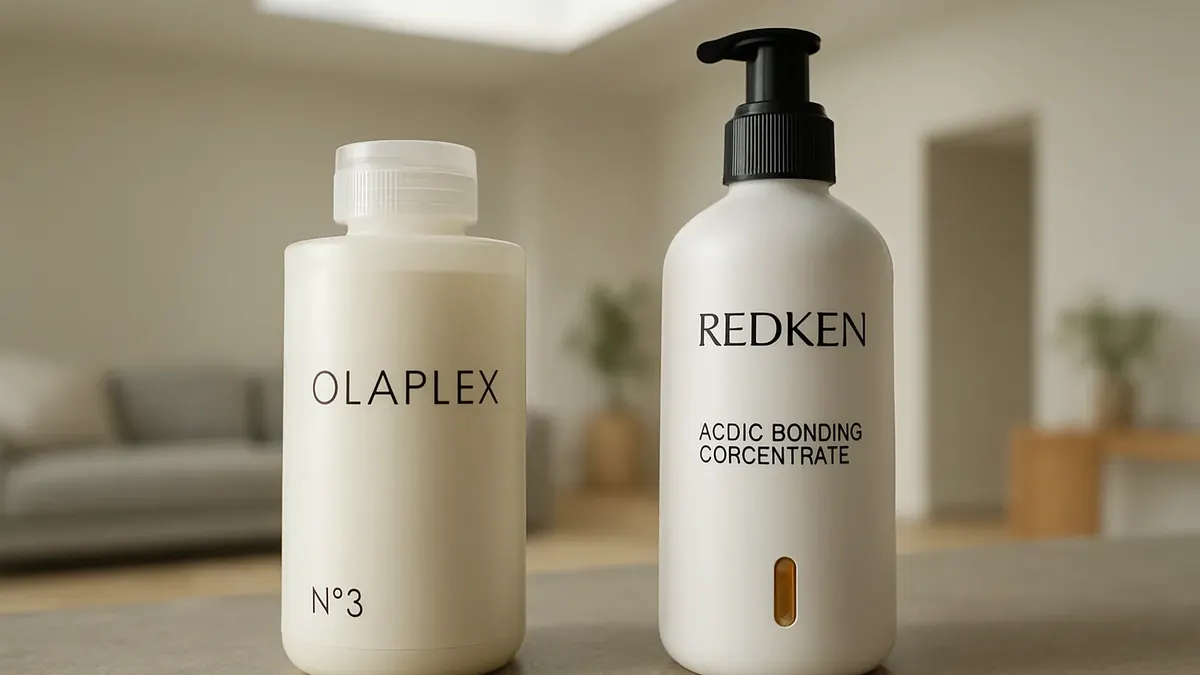 OLAPLEX
N°3
REDKEN
ACDIC BONDING
CORCENTRATE